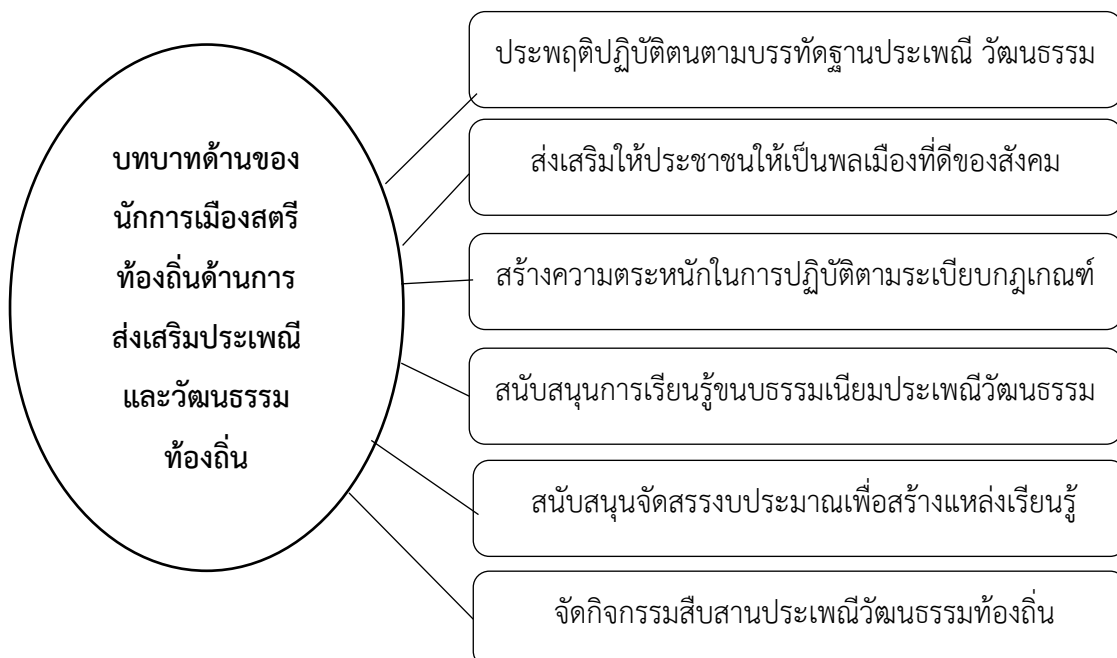 บทบาทด้านของ
นักการเมืองสตรี
ท้องถิ่นด้านการ
ส่งเสริมประเพณี
และวัฒนธรรม
ท้องถิ่น
ประพฤติปฏิบัติตนตามบรรทัดฐานประเพณี วัฒนธรรม
ส่งเสริมให้ประชาชนให้เป็นพลเมืองที่ดีของสังคม
สร้างความตระหนักในการปฏิบัติตามระเบียบกฎเกณฑ์
สนับสนุนการเรียนรู้ขนบธรรมเนียมประเพณีวัฒนธรรม
สนับสนุนจัดสรรงบประมาณเพื่อสร้างแหล่งเรียนรู้
จัดกิจกรรมสืบสานประเพณีวัฒนธรรมท้องถิ่น